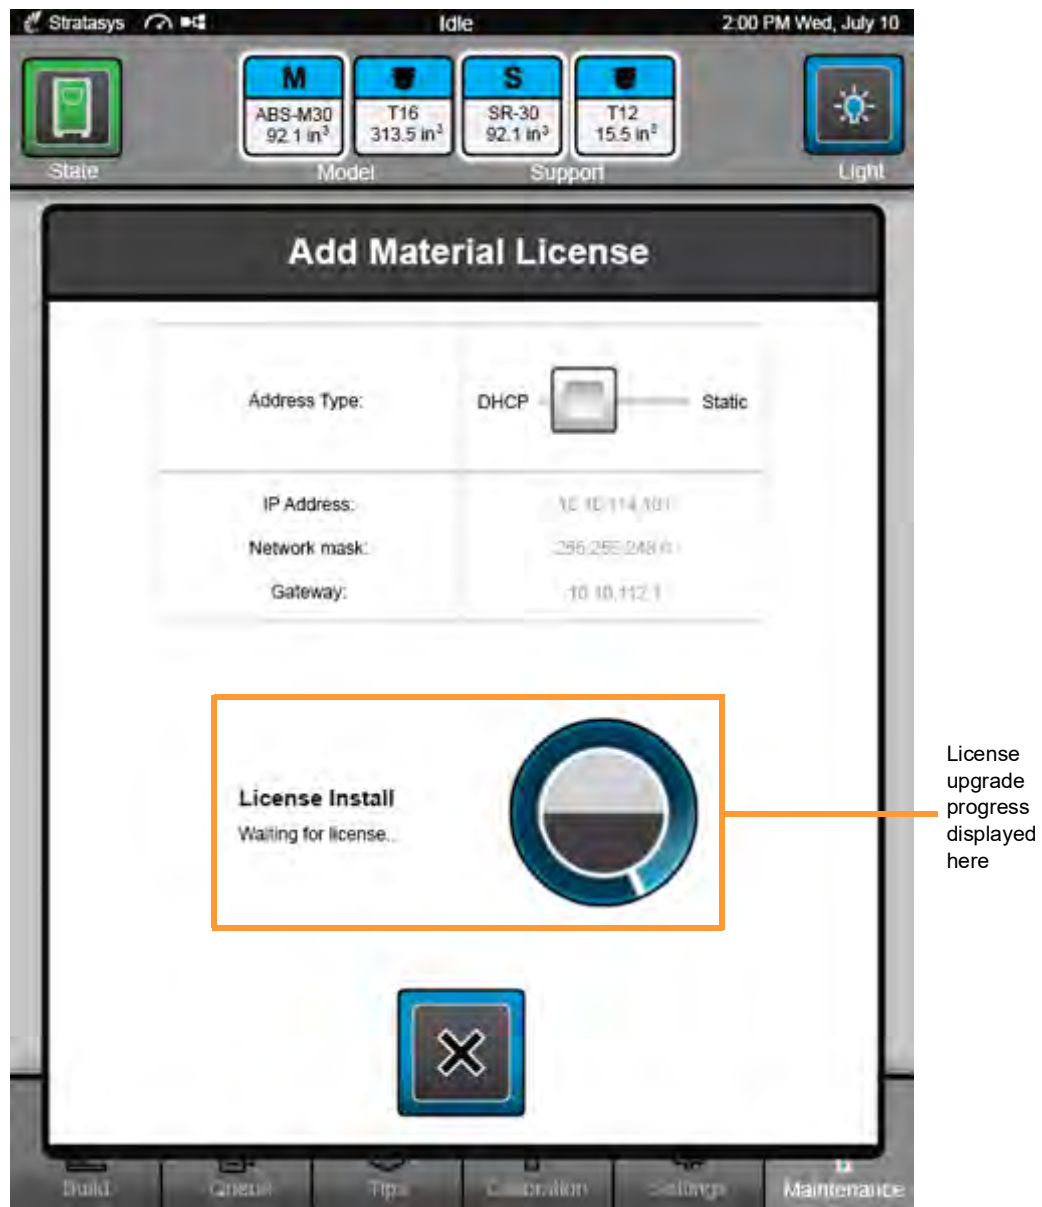 Stratasys Idle 2:00 PM Wed, July 10
M S
ABS-M30 T16 SR-30 T12
92.1 in³ 313.5 in³ 92.1 in³ 15.5 in³
State Model Support Light
Add Material License
Address Type: DHCP Static
IP Address: 10.10.114.101
Network mask: 255.255.248.0
Gateway: 10.10.112.1
License Install
Waiting for license..
License
upgrade
progress
displayed
here
Build Queue Tips Calibration Settings Maintenance